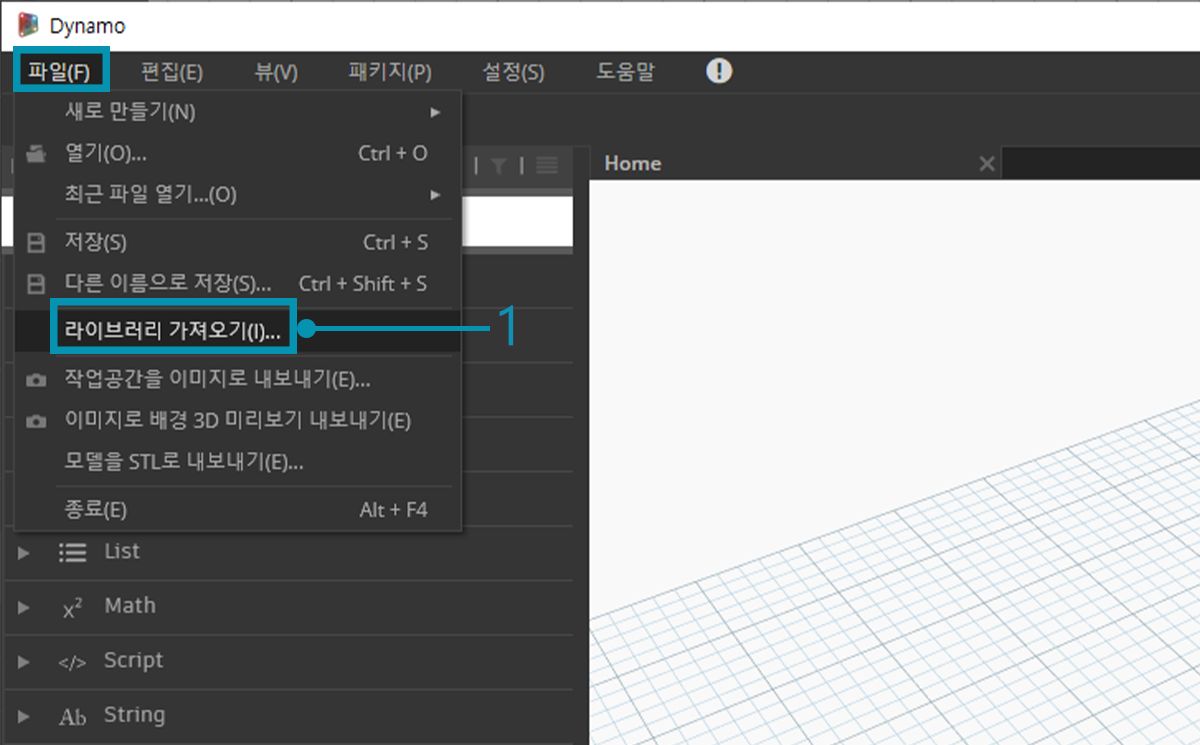 Dynamo
파일(F) 편집(E) 뷰(V) 패키지(P) 설정(S) 도움말
새로 만들기(N)
열기(O)... Ctrl + O
최근 파일 열기...(O)
Home
저장(S) Ctrl + S
다른 이름으로 저장(S)... Ctrl + Shift + S
라이브러리 가져오기(I)... 1
작업공간을 이미지로 내보내기(E)...
이미지로 배경 3D 미리보기 내보내기(E)
모델을 STL로 내보내기(E)...
종료(E) Alt + F4
List
x² Math
</> Script
Ab String